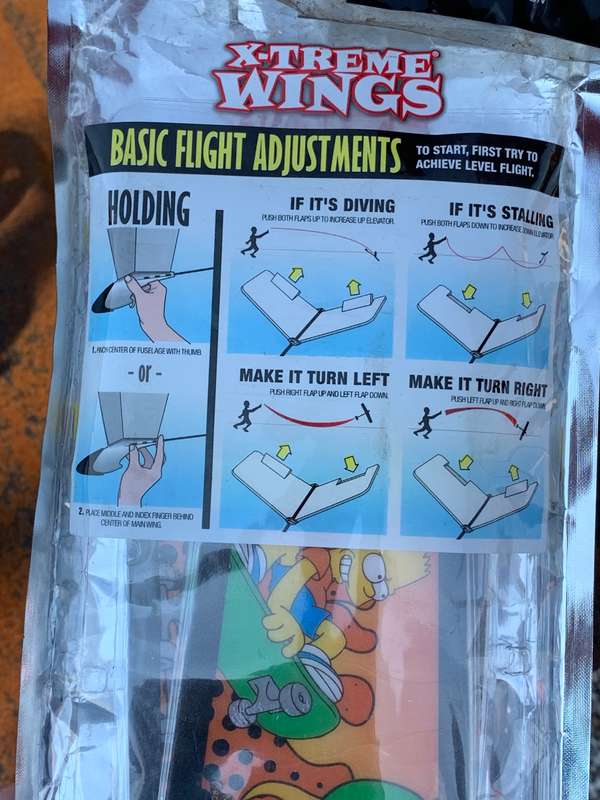 X-TREME®
WINGS
BASIC FLIGHT ADJUSTMENTS
TO START, FIRST TRY TO
ACHIEVE LEVEL FLIGHT.
HOLDING
1. PINCH CENTER OF FUSELAGE WITH THUMB
- or -
2. PLACE MIDDLE AND INDEX FINGER BEHIND
CENTER OF MAIN WING.
IF IT'S DIVING
PUSH BOTH FLAPS UP TO INCREASE UP ELEVATOR.
IF IT'S STALLING
PUSH BOTH FLAPS DOWN TO INCREASE DOWN ELEVATOR
MAKE IT TURN LEFT
PUSH RIGHT FLAP UP AND LEFT FLAP DOWN.
MAKE IT TURN RIGHT
PUSH LEFT FLAP UP AND RIGHT FLAP DOWN